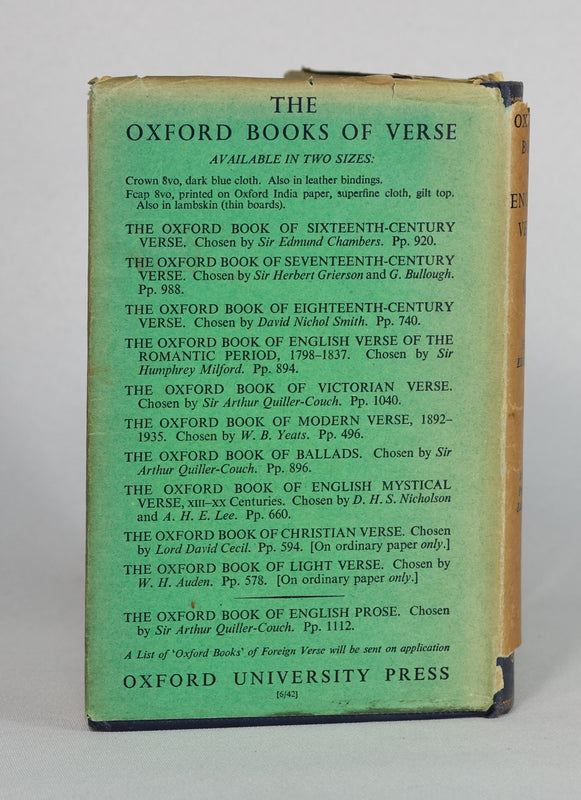 THE
OXFORD BOOKS OF VERSE
AVAILABLE IN TWO SIZES:
Crown 8vo, dark blue cloth. Also in leather bindings.
Fcap 8vo, printed on Oxford India paper, superfine cloth, gilt top.
Also in lambskin (thin boards).
THE OXFORD BOOK OF SIXTEENTH-CENTURY
VERSE. Chosen by Sir Edmund Chambers. Pp. 920.
THE OXFORD BOOK OF SEVENTEENTH-CENTURY
VERSE. Chosen by Sir Herbert Grierson and G. Bullough.
Pp. 988.
THE OXFORD BOOK OF EIGHTEENTH-CENTURY
VERSE. Chosen by David Nichol Smith. Pp. 740.
THE OXFORD BOOK OF ENGLISH VERSE OF THE
ROMANTIC PERIOD, 1798–1837. Chosen by Sir
Humphrey Milford. Pp. 894.
THE OXFORD BOOK OF VICTORIAN VERSE.
Chosen by Sir Arthur Quiller-Couch. Pp. 1040.
THE OXFORD BOOK OF MODERN VERSE, 1892–
1935. Chosen by W. B. Yeats. Pp. 496.
THE OXFORD BOOK OF BALLADS. Chosen by Sir
Arthur Quiller-Couch. Pp. 896.
THE OXFORD BOOK OF ENGLISH MYSTICAL
VERSE, XIII–XX Centuries. Chosen by D. H. S. Nicholson
and A. H. E. Lee. Pp. 660.
THE OXFORD BOOK OF CHRISTIAN VERSE. Chosen
by Lord David Cecil. Pp. 594. [On ordinary paper only.]
THE OXFORD BOOK OF LIGHT VERSE. Chosen by
W. H. Auden. Pp. 578. [On ordinary paper only.]
THE OXFORD BOOK OF ENGLISH PROSE. Chosen
by Sir Arthur Quiller-Couch. Pp. 1112.
A List of 'Oxford Books' of Foreign Verse will be sent on application
OXFORD UNIVERSITY PRESS
[6/42]